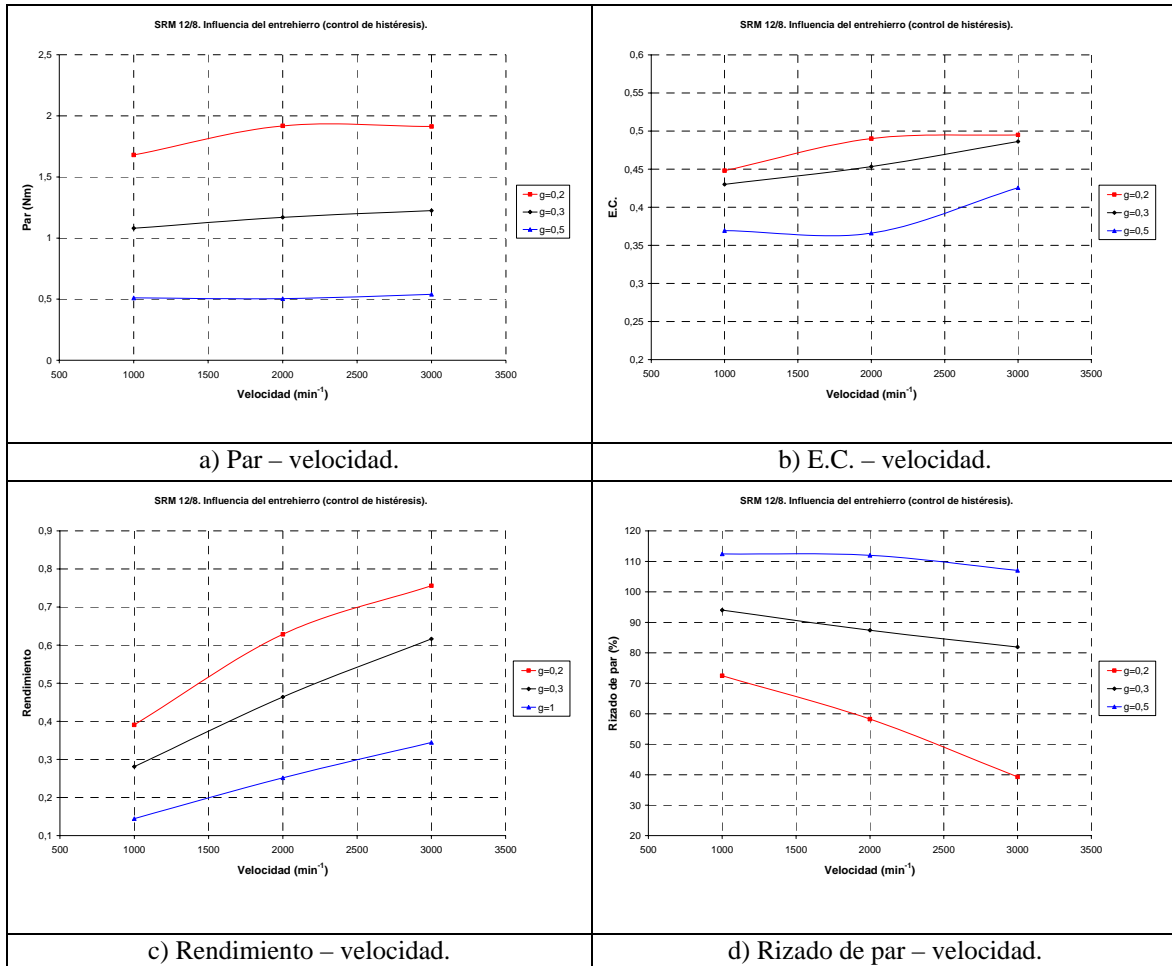 SRM 12/8. Influencia del entrehierro (control de histéresis).
2,5
2
1,5
1
0,5
0
Par (Nm)
500 1000 1500 2000 2500 3000 3500
Velocidad (min-1)
g=0,2
g=0,3
g=0,5
a) Par – velocidad.
SRM 12/8. Influencia del entrehierro (control de histéresis).
0,6
0,55
0,5
0,45
0,4
0,35
0,3
0,25
0,2
E.C.
500 1000 1500 2000 2500 3000 3500
Velocidad (min-1)
g=0,2
g=0,3
g=0,5
b) E.C. – velocidad.
SRM 12/8. Influencia del entrehierro (control de histéresis).
0,9
0,8
0,7
0,6
0,5
0,4
0,3
0,2
0,1
Rendimiento
500 1000 1500 2000 2500 3000 3500
Velocidad (min-1)
g=0,2
g=0,3
g=1
c) Rendimiento – velocidad.
SRM 12/8. Influencia del entrehierro (control de histéresis).
120
110
100
90
80
70
60
50
40
30
20
Rizado de par (%)
500 1000 1500 2000 2500 3000 3500
Velocidad (min-1)
g=0,2
g=0,3
g=0,5
d) Rizado de par – velocidad.